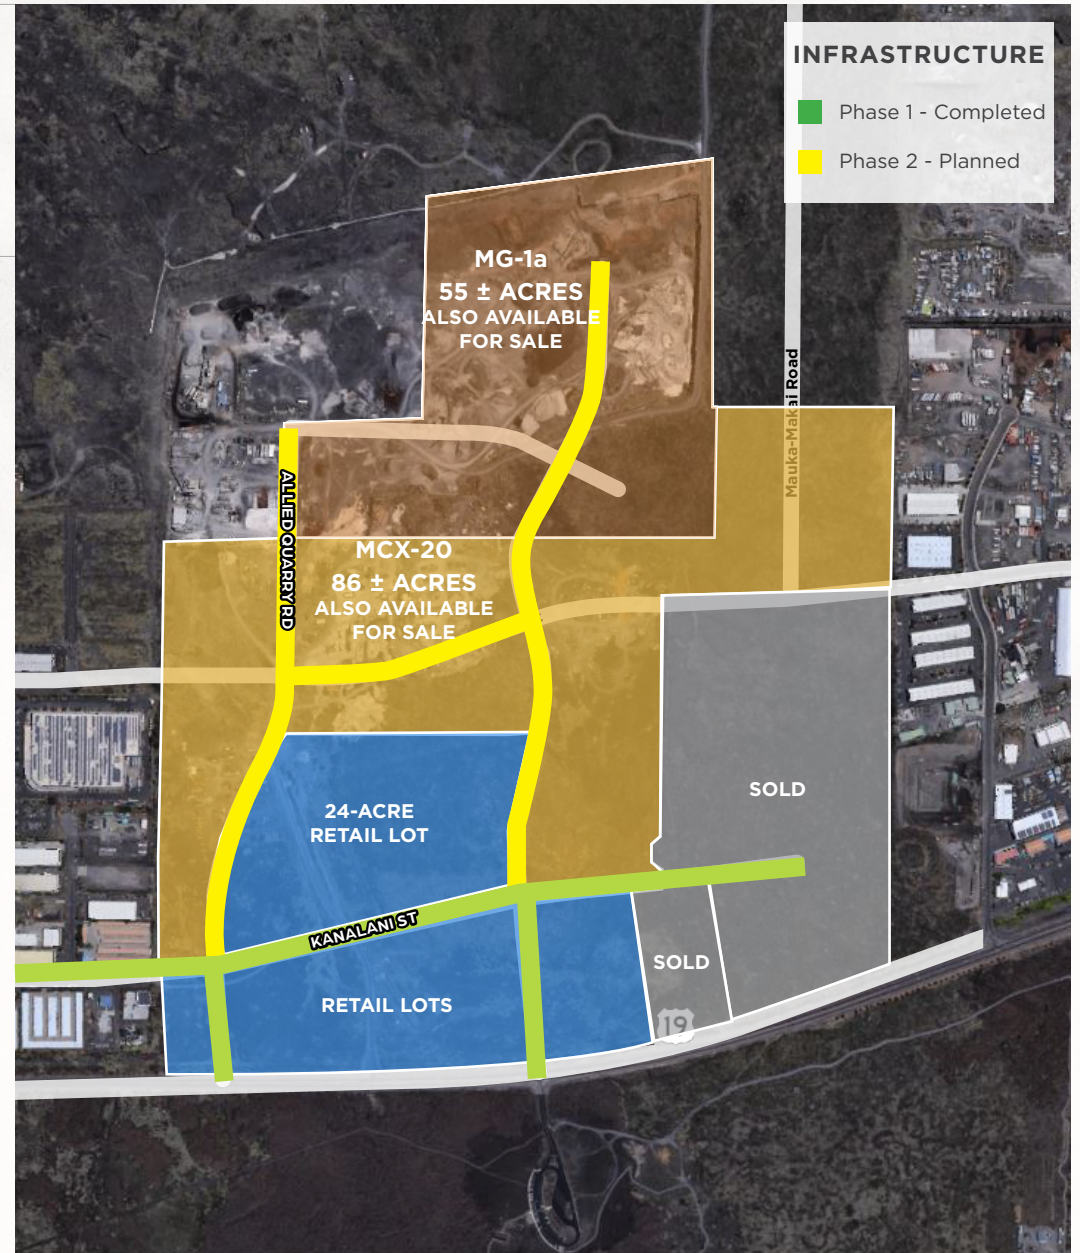 INFRASTRUCTURE
Phase 1 - Completed
Phase 2 - Planned
MG-1a
55 ± ACRES
ALSO AVAILABLE
FOR SALE
Mauka-Makai Road
ALLIED QUARRY RD
MCX-20
86 ± ACRES
ALSO AVAILABLE
FOR SALE
SOLD
24-ACRE
RETAIL LOT
KANALANI ST
SOLD
RETAIL LOTS
19